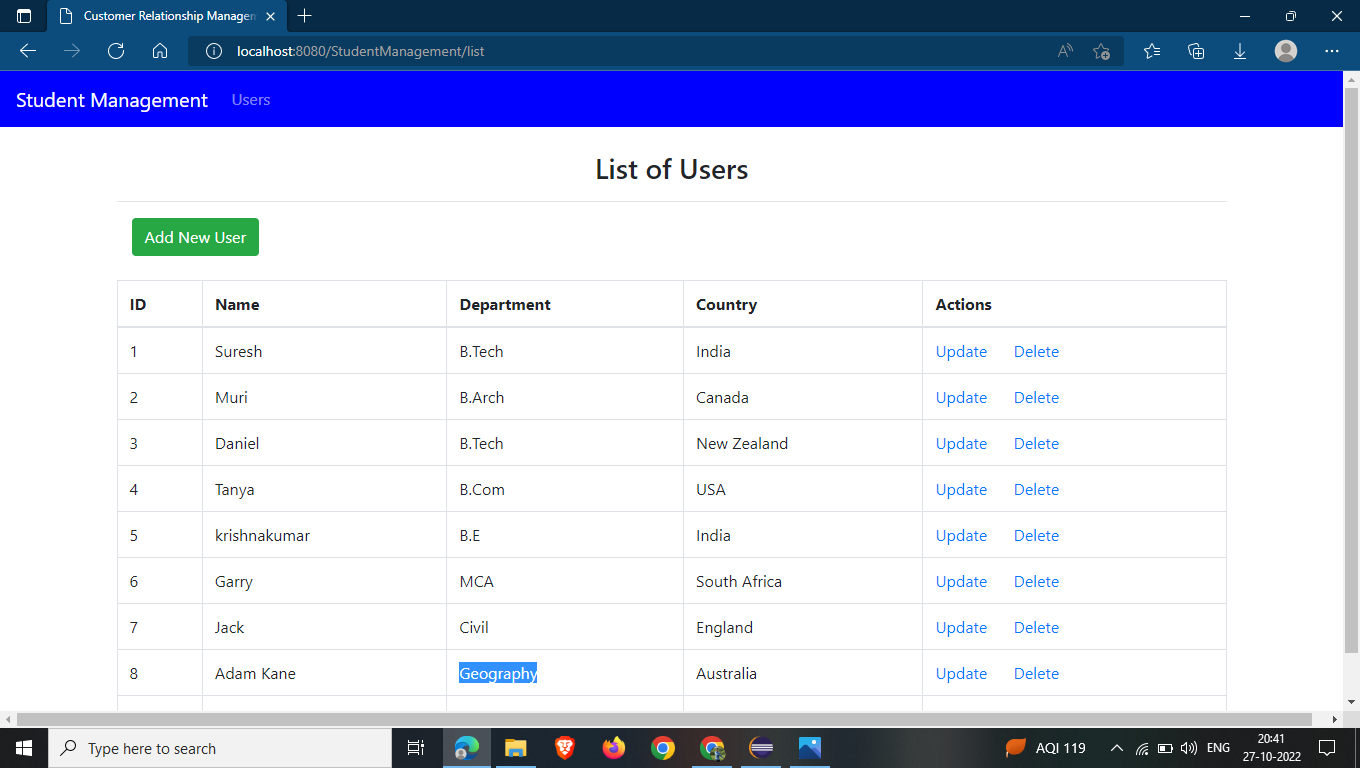 Customer Relationship Managem
localhost:8080/StudentManagement/list
Student Management Users
List of Users
Add New User
ID Name Department Country Actions
1 Suresh B.Tech India Update Delete
2 Muri B.Arch Canada Update Delete
3 Daniel B.Tech New Zealand Update Delete
4 Tanya B.Com USA Update Delete
5 krishnakumar B.E India Update Delete
6 Garry MCA South Africa Update Delete
7 Jack Civil England Update Delete
8 Adam Kane Geography Australia Update Delete
Type here to search
AQI 119
ENG
20:41
27-10-2022